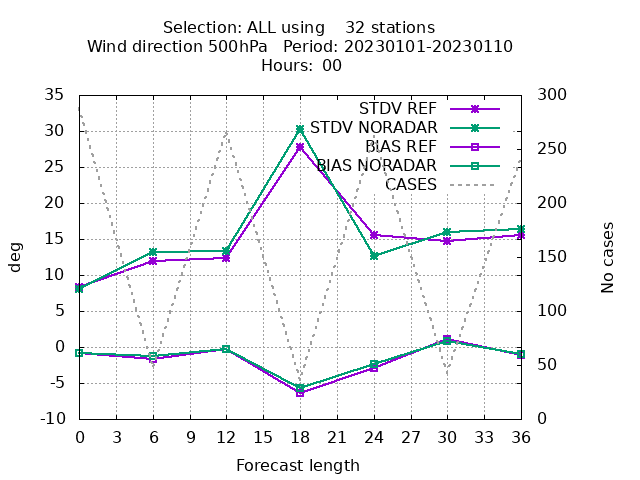 Selection: ALL using    32 stations
Wind direction 500hPa   Period: 20230101-20230110
Hours: 00
STDV REF
STDV NORADAR
BIAS REF
BIAS NORADAR
CASES
35
30
25
20
15
10
5
0
-5
-10
deg
300
250
200
150
100
50
0
No cases
0 3 6 9 12 15 18 21 24 27 30 33 36
Forecast length